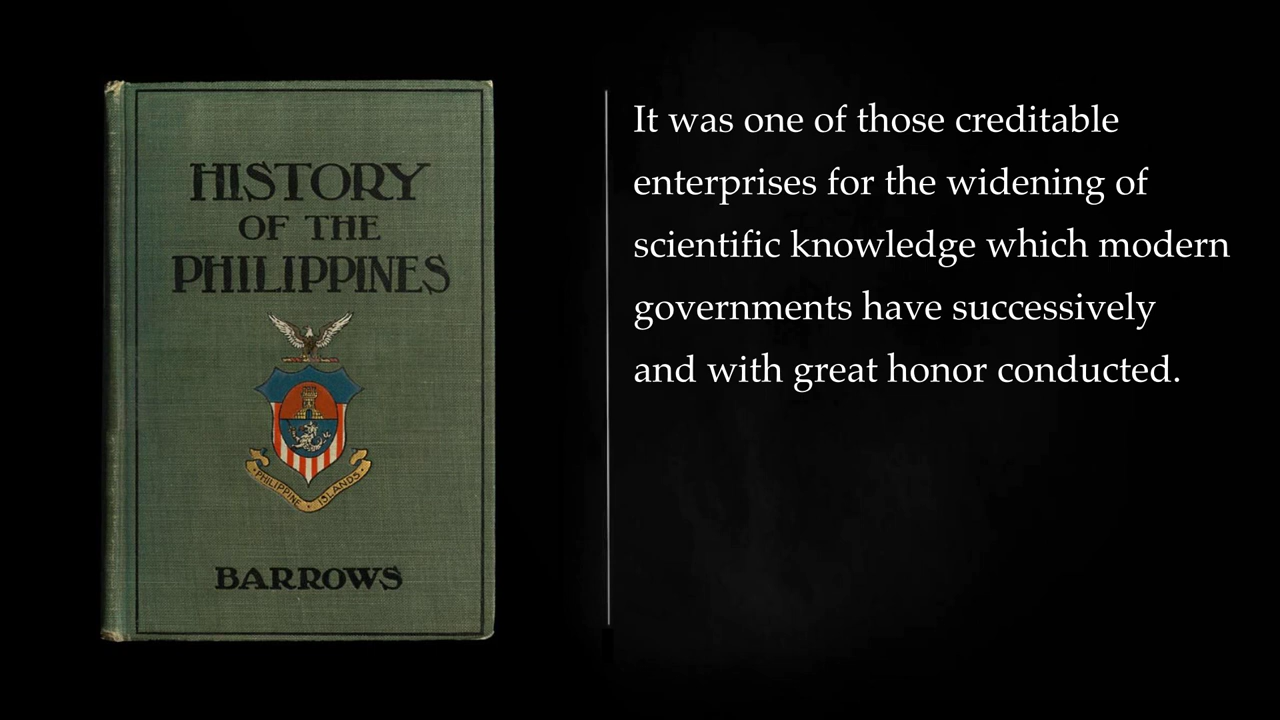 HISTORY
OF THE
PHILIPPINES
PHILIPPINE ISLANDS
BARROWS
It was one of those creditable
enterprises for the widening of
scientific knowledge which modern
governments have successively
and with great honor conducted.